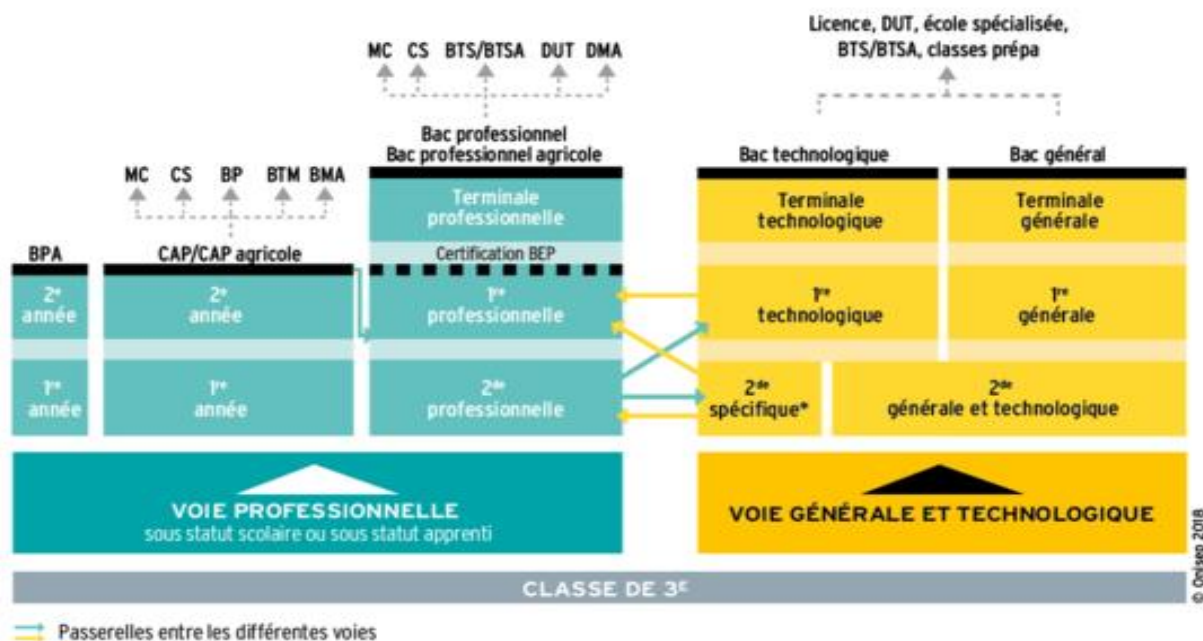 Licence, DUT, école spécialisée,
BTS/BTSA, classes prépa
MC CS BTS/BTSA DUT DMA
Bac professionnel
Bac professionnel agricole
Bac technologique
Bac général
MC CS BP BTM BMA
Terminale
professionnelle
Terminale
technologique
Terminale
générale
BPA
CAP/CAP agricole
Certification BEP
2e
année
2e
année
1re
professionnelle
1re
technologique
1re
générale
1re
année
1re
année
2de
professionnelle
2de
spécifique*
2de
générale et technologique
VOIE PROFESSIONNELLE
sous statut scolaire ou sous statut apprenti
VOIE GÉNÉRALE ET TECHNOLOGIQUE
CLASSE DE 3E
© Onisep 2018
Passerelles entre les différentes voies